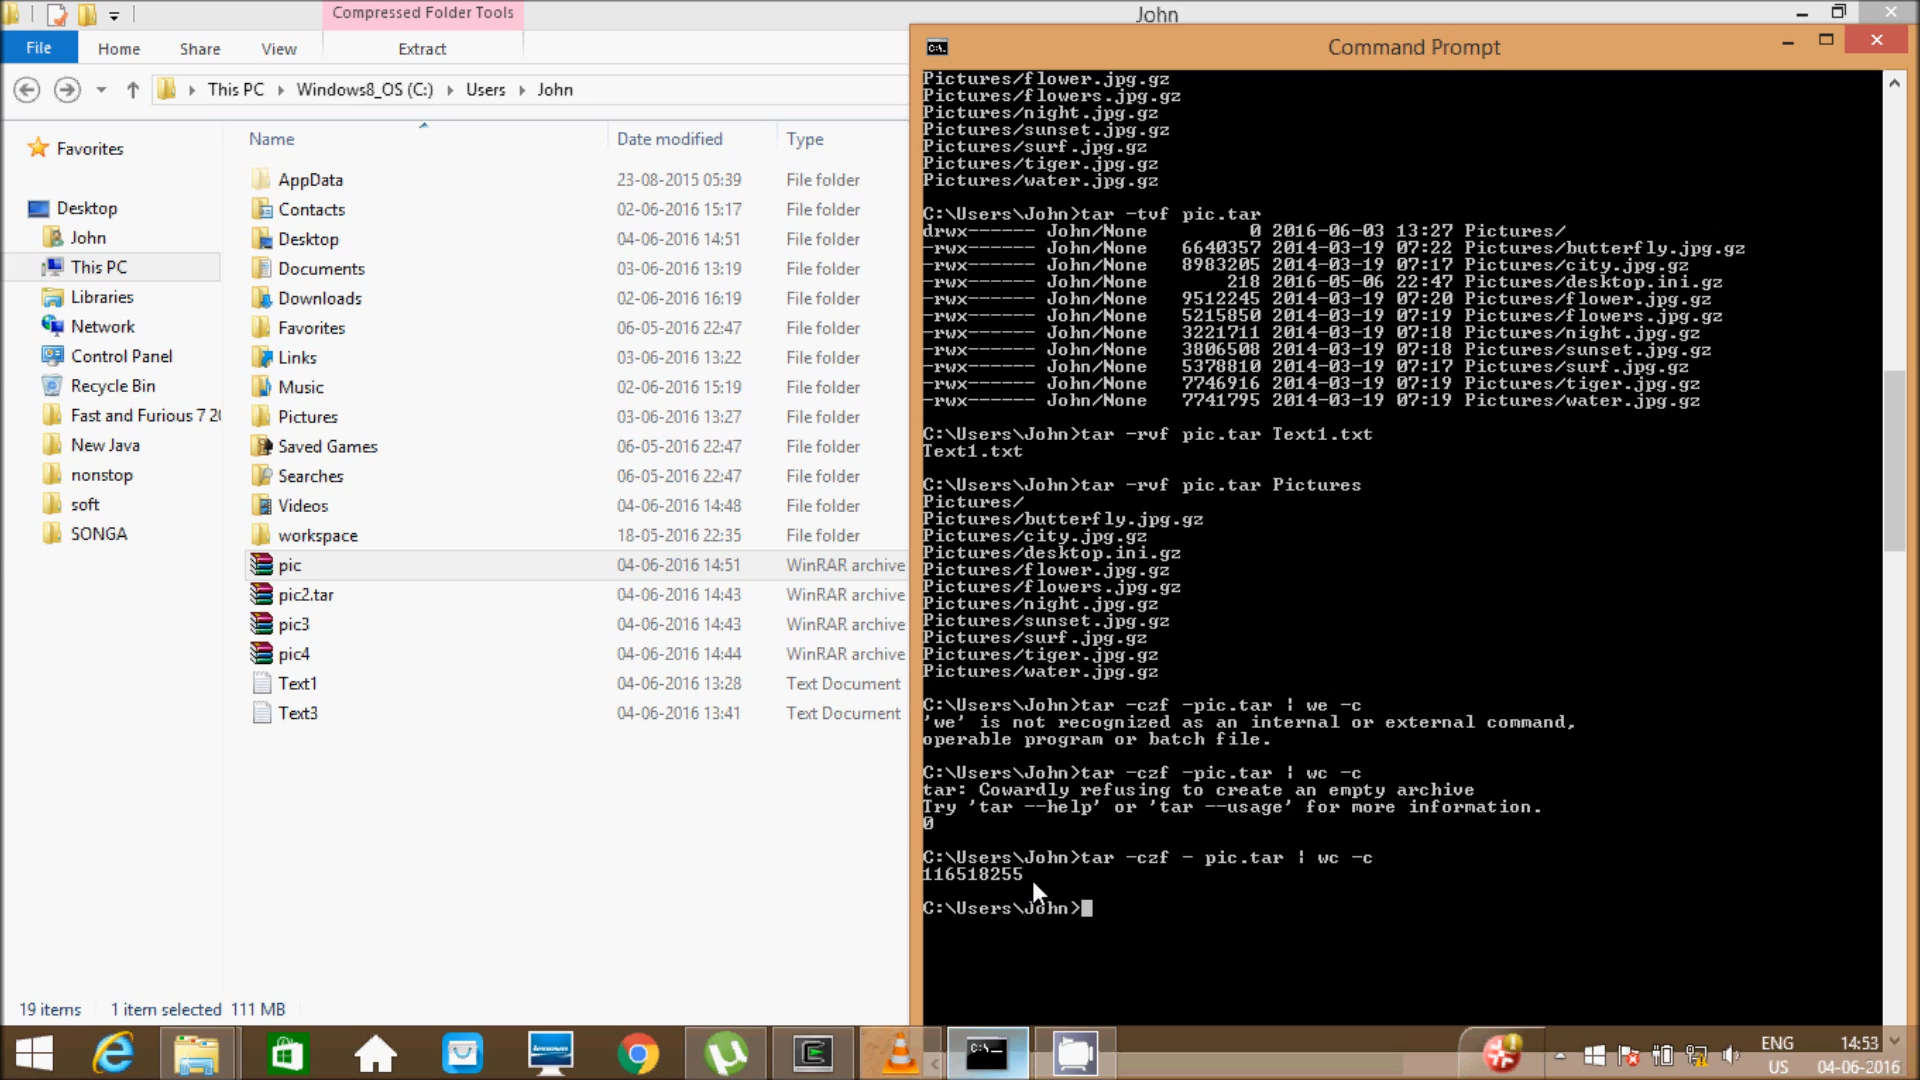 Compressed Folder Tools
John
File
Home
Share
View
Extract
This PC
Windows8_OS (C:)
Users
John
Name
Date modified
Type
Favorites
Desktop
John
This PC
Libraries
Network
Control Panel
Recycle Bin
Fast and Furious 7 20
New Java
nonstop
soft
SONGA
AppData 23-08-2015 05:39 File folder
Contacts 02-06-2016 15:17 File folder
Desktop 04-06-2016 14:51 File folder
Documents 03-06-2016 13:19 File folder
Downloads 02-06-2016 16:19 File folder
Favorites 06-05-2016 22:47 File folder
Links 03-06-2016 13:22 File folder
Music 02-06-2016 15:19 File folder
Pictures 03-06-2016 13:27 File folder
Saved Games 06-05-2016 22:47 File folder
Searches 06-05-2016 22:47 File folder
Videos 04-06-2016 14:48 File folder
workspace 18-05-2016 22:35 File folder
pic 04-06-2016 14:51 WinRAR archive
pic2.tar 04-06-2016 14:43 WinRAR archive
pic3 04-06-2016 14:43 WinRAR archive
pic4 04-06-2016 14:44 WinRAR archive
Text1 04-06-2016 13:28 Text Document
Text3 04-06-2016 13:41 Text Document
19 items 1 item selected 111 MB
Command Prompt
Pictures/flower.jpg.gz
Pictures/flowers.jpg.gz
Pictures/night.jpg.gz
Pictures/sunset.jpg.gz
Pictures/surf.jpg.gz
Pictures/tiger.jpg.gz
Pictures/water.jpg.gz
C:\Users\John>tar -tvf pic.tar
drwx------ John/None 0 2016-06-03 13:27 Pictures/
-rwx------ John/None 6640357 2014-03-19 07:22 Pictures/butterfly.jpg.gz
-rwx------ John/None 8983205 2014-03-19 07:17 Pictures/city.jpg.gz
-rwx------ John/None 218 2016-05-06 22:47 Pictures/desktop.ini.gz
-rwx------ John/None 9512245 2014-03-19 07:20 Pictures/flower.jpg.gz
-rwx------ John/None 5215850 2014-03-19 07:19 Pictures/flowers.jpg.gz
-rwx------ John/None 3221711 2014-03-19 07:18 Pictures/night.jpg.gz
-rwx------ John/None 3806508 2014-03-19 07:18 Pictures/sunset.jpg.gz
-rwx------ John/None 5378810 2014-03-19 07:17 Pictures/surf.jpg.gz
-rwx------ John/None 7746916 2014-03-19 07:19 Pictures/tiger.jpg.gz
-rwx------ John/None 7741795 2014-03-19 07:19 Pictures/water.jpg.gz
C:\Users\John>tar -rvf pic.tar Text1.txt
Text1.txt
C:\Users\John>tar -rvf pic.tar Pictures
Pictures/
Pictures/butterfly.jpg.gz
Pictures/city.jpg.gz
Pictures/desktop.ini.gz
Pictures/flower.jpg.gz
Pictures/flowers.jpg.gz
Pictures/night.jpg.gz
Pictures/sunset.jpg.gz
Pictures/surf.jpg.gz
Pictures/tiger.jpg.gz
Pictures/water.jpg.gz
C:\Users\John>tar -czf -pic.tar | we -c
'we' is not recognized as an internal or external command,
operable program or batch file.
C:\Users\John>tar -czf -pic.tar | wc -c
tar: Cowardly refusing to create an empty archive
Try 'tar --help' or 'tar --usage' for more information.
0
C:\Users\John>tar -czf - pic.tar | wc -c
116518255
C:\Users\John>
ENG
US
14:53
04-06-2016